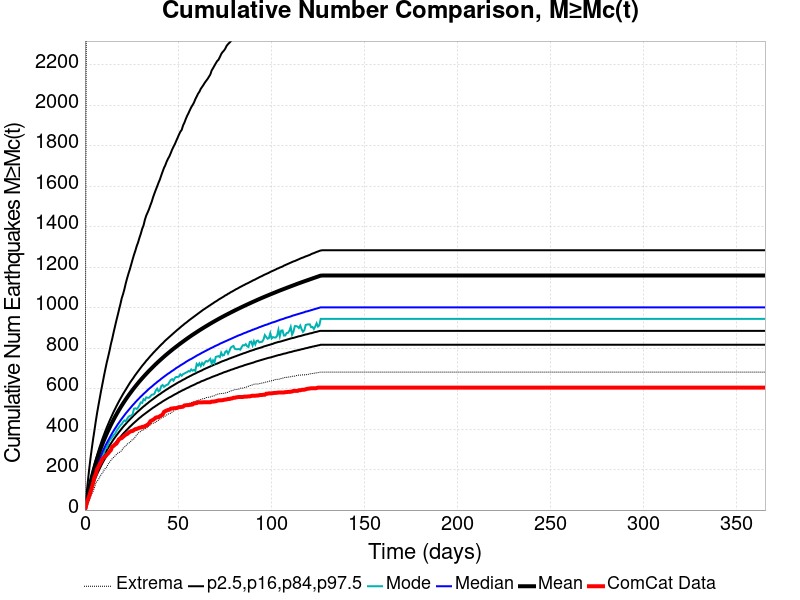 Cumulative Number Comparison, M≥Mc(t)
Cumulative Num Earthquakes M≥Mc(t)
2200
2000
1800
1600
1400
1200
1000
800
600
400
200
0
0 50 100 150 200 250 300 350
Time (days)
Extrema p2.5,p16,p84,p97.5 Mode Median Mean ComCat Data